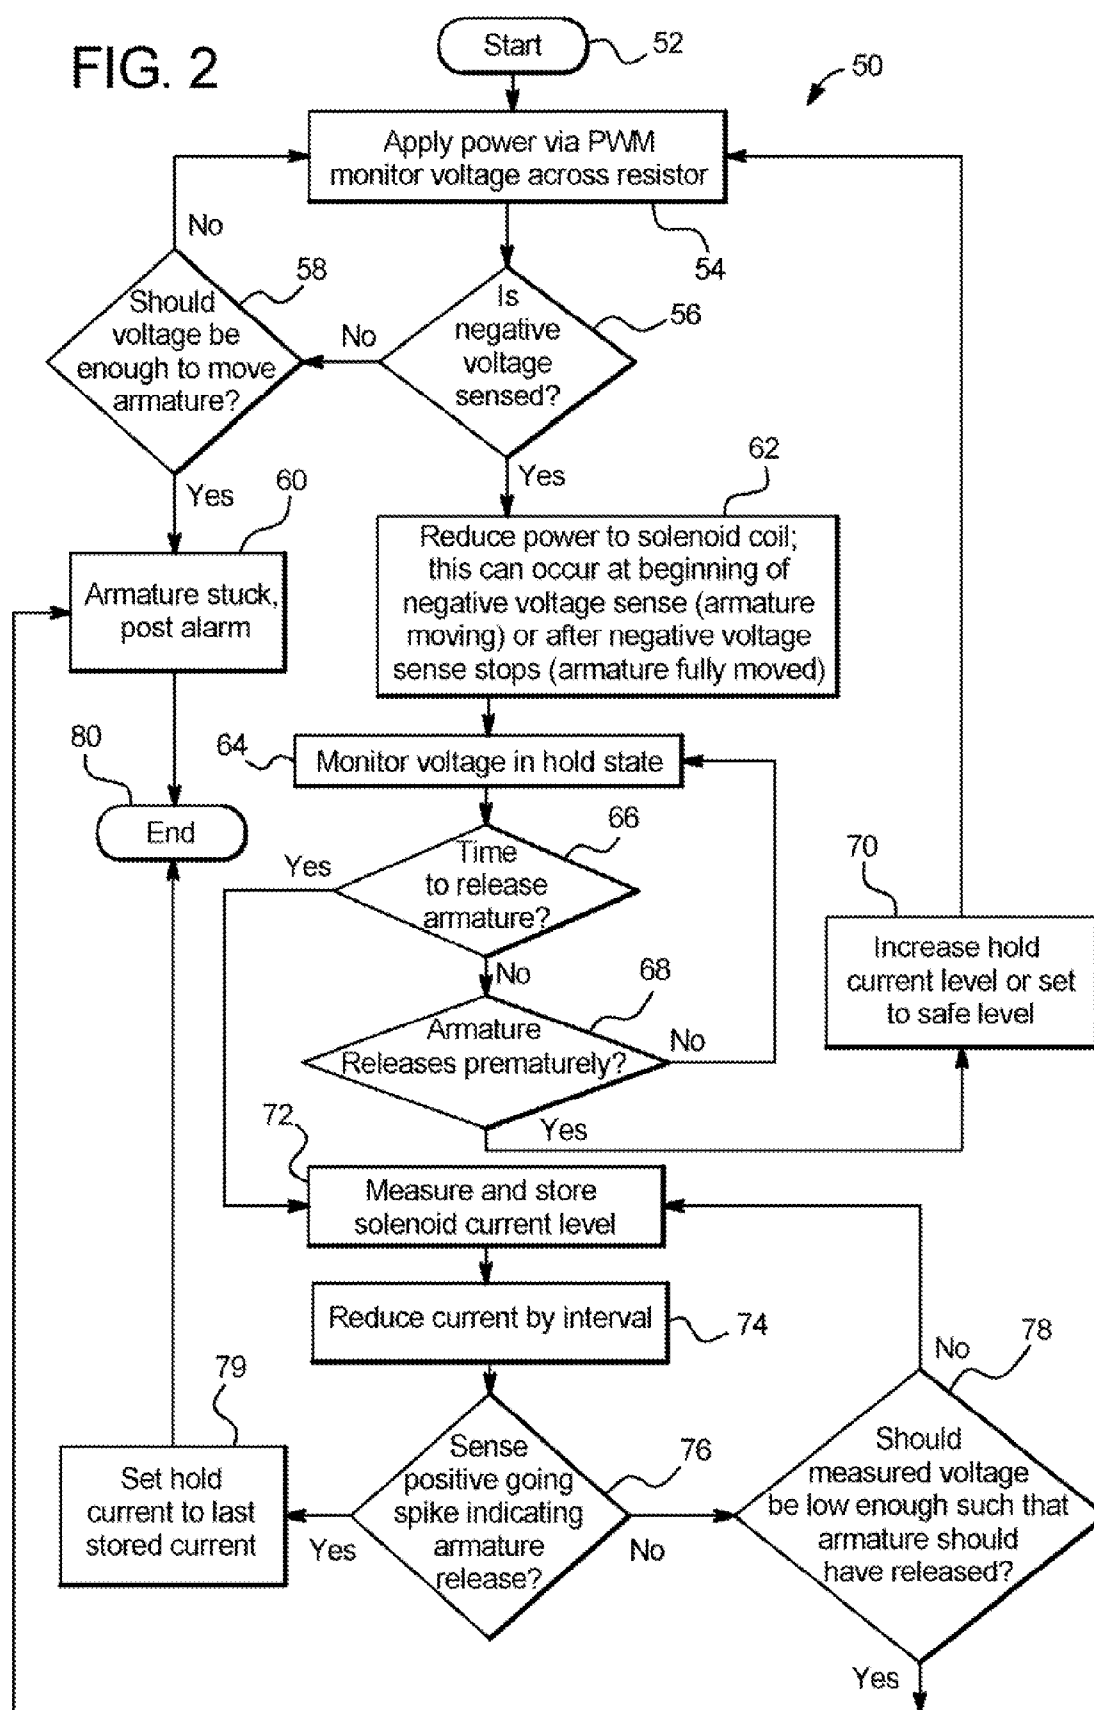 FIG. 2
Start
52
50
Apply power via PWM
monitor voltage across resistor
54
No
58
Should
voltage be
enough to move
armature?
No
Is
negative
voltage
sensed?
56
Yes
60
Yes
62
Armature stuck,
post alarm
Reduce power to solenoid coil;
this can occur at beginning of
negative voltage sense (armature
moving) or after negative voltage
sense stops (armature fully moved)
80
End
64
Monitor voltage in hold state
66
Yes
Time
to release
armature?
70
Increase hold
current level or set
to safe level
No
68
Armature
Releases prematurely?
No
Yes
72
Measure and store
solenoid current level
Reduce current by interval
74
No
78
79
Set hold
current to last
stored current
Yes
Sense
positive going
spike indicating
armature
release?
76
No
Should
measured voltage
be low enough such that
armature should
have released?
Yes